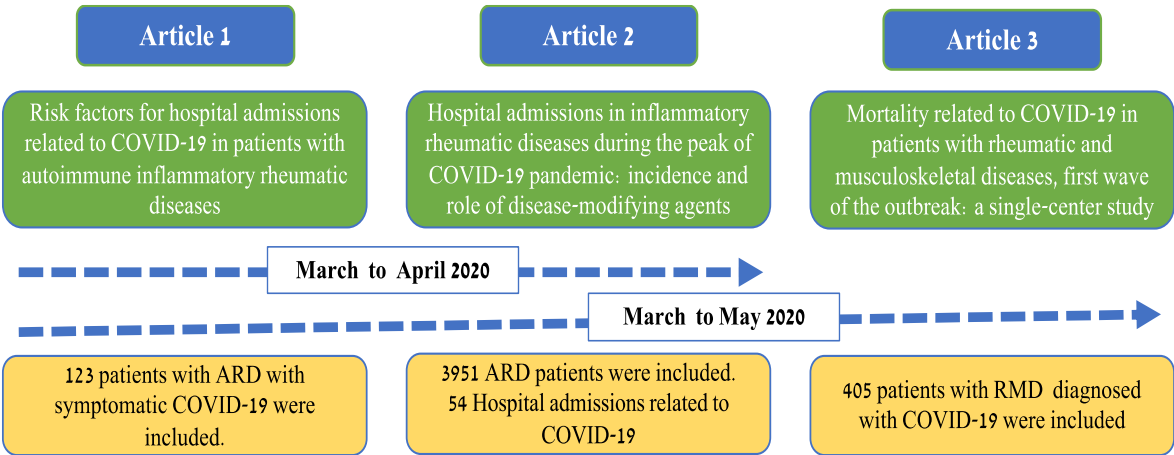 Article 1
Article 2
Article 3
Risk factors for hospital admissions
related to COVID-19 in patients with
autoimmune inflammatory rheumatic
diseases
Hospital admissions in inflammatory
rheumatic diseases during the peak of
COVID-19 pandemic: incidence and
role of disease-modifying agents
Mortality related to COVID-19 in
patients with rheumatic and
musculoskeletal diseases, first wave
of the outbreak: a single-center study
March to April 2020
March to May 2020
123 patients with ARD with
symptomatic COVID-19 were
included.
3951 ARD patients were included.
54 Hospital admissions related to
COVID-19
405 patients with RMD diagnosed
with COVID-19 were included